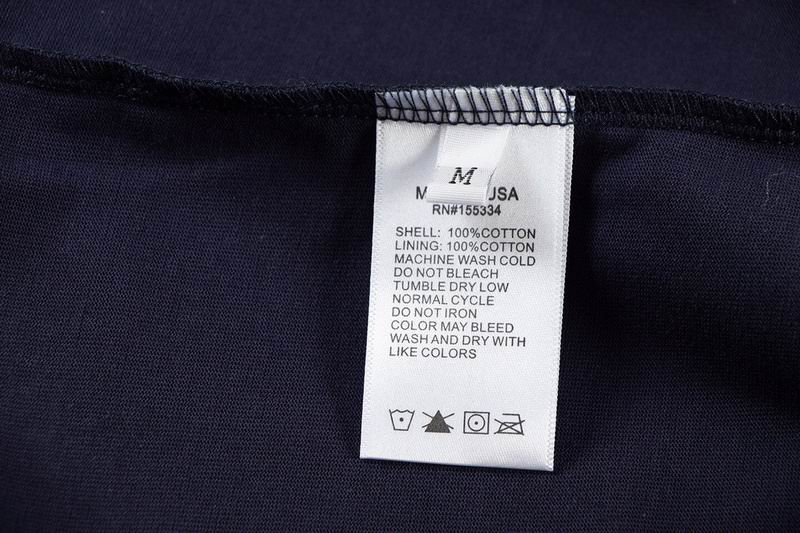 M
M USA
RN#155334
SHELL: 100%COTTON
LINING: 100%COTTON
MACHINE WASH COLD
DO NOT BLEACH
TUMBLE DRY LOW
NORMAL CYCLE
DO NOT IRON
COLOR MAY BLEED
WASH AND DRY WITH
LIKE COLORS